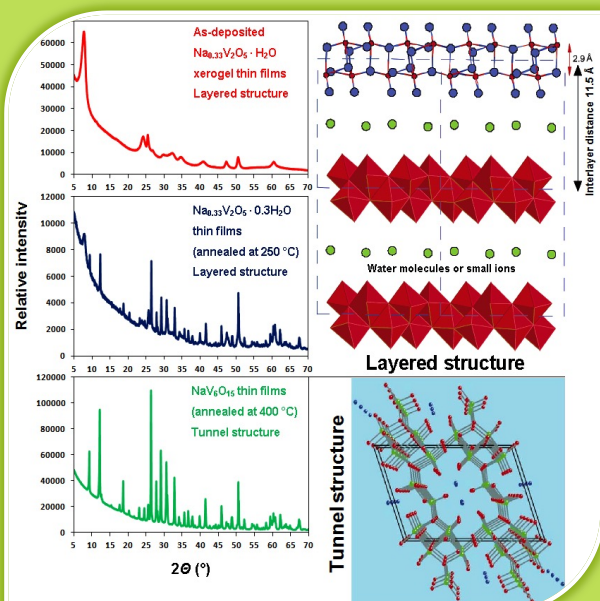 As-deposited
Na0.33V2O5 · H2O
xerogel thin films
Layered structure
70000
60000
50000
40000
30000
20000
10000
0
5 10 15 20 25 30 35 40 45 50 55 60 65 70
2.9 Å
Interlayer distance 11.5 Å
Relative intensity
Na0.33V2O5 · 0.3H2O
thin films
(annealed at 250 °C)
Layered structure
12000
10000
8000
6000
4000
2000
0
5 10 15 20 25 30 35 40 45 50 55 60 65 70
Water molecules or small ions
Layered structure
NaV6O15 thin films
(annealed at 400 °C)
Tunnel structure
120000
100000
80000
60000
40000
20000
0
5 10 15 20 25 30 35 40 45 50 55 60 65 70
2Θ (°)
Tunnel structure